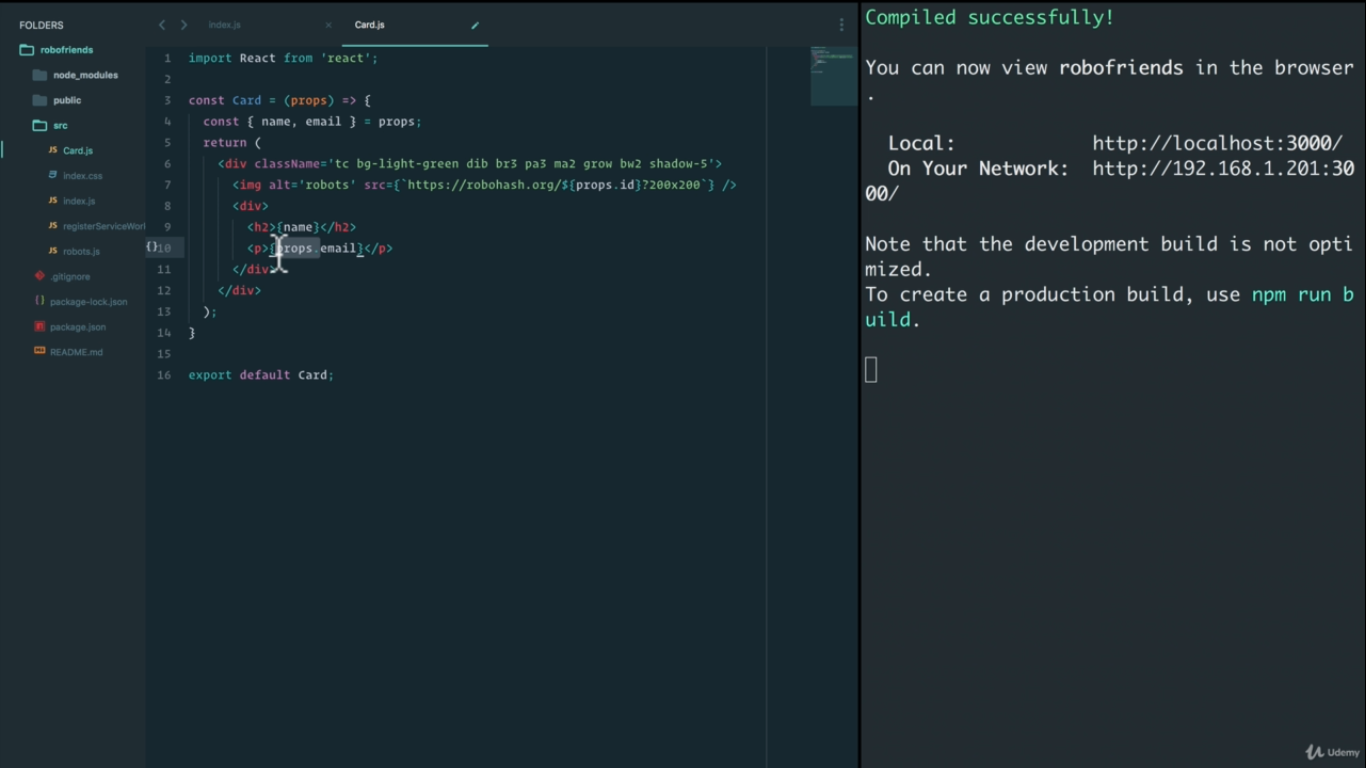 FOLDERS
robofriends
node_modules
public
src
JS Card.js
index.css
JS index.js
JS registerServiceWor
JS robots.js
.gitignore
{} package-lock.json
package.json
README.md
index.js ×
Card.js
1 import React from 'react';
2
3 const Card = (props) => {
4 const { name, email } = props;
5 return (
6 <div className='tc bg-light-green dib br3 pa3 ma2 grow bw2 shadow-5'>
7 <img alt='robots' src={`https://robohash.org/${props.id}?200x200`} />
8 <div>
9 <h2>{name}</h2>
{} 10 <p>{props.email}</p>
11 </div>
12 </div>
13 );
14 }
15
16 export default Card;
Compiled successfully!
You can now view robofriends in the browser
.
Local: http://localhost:3000/
On Your Network: http://192.168.1.201:30
00/
Note that the development build is not opti
mized.
To create a production build, use npm run b
uild.
Udemy